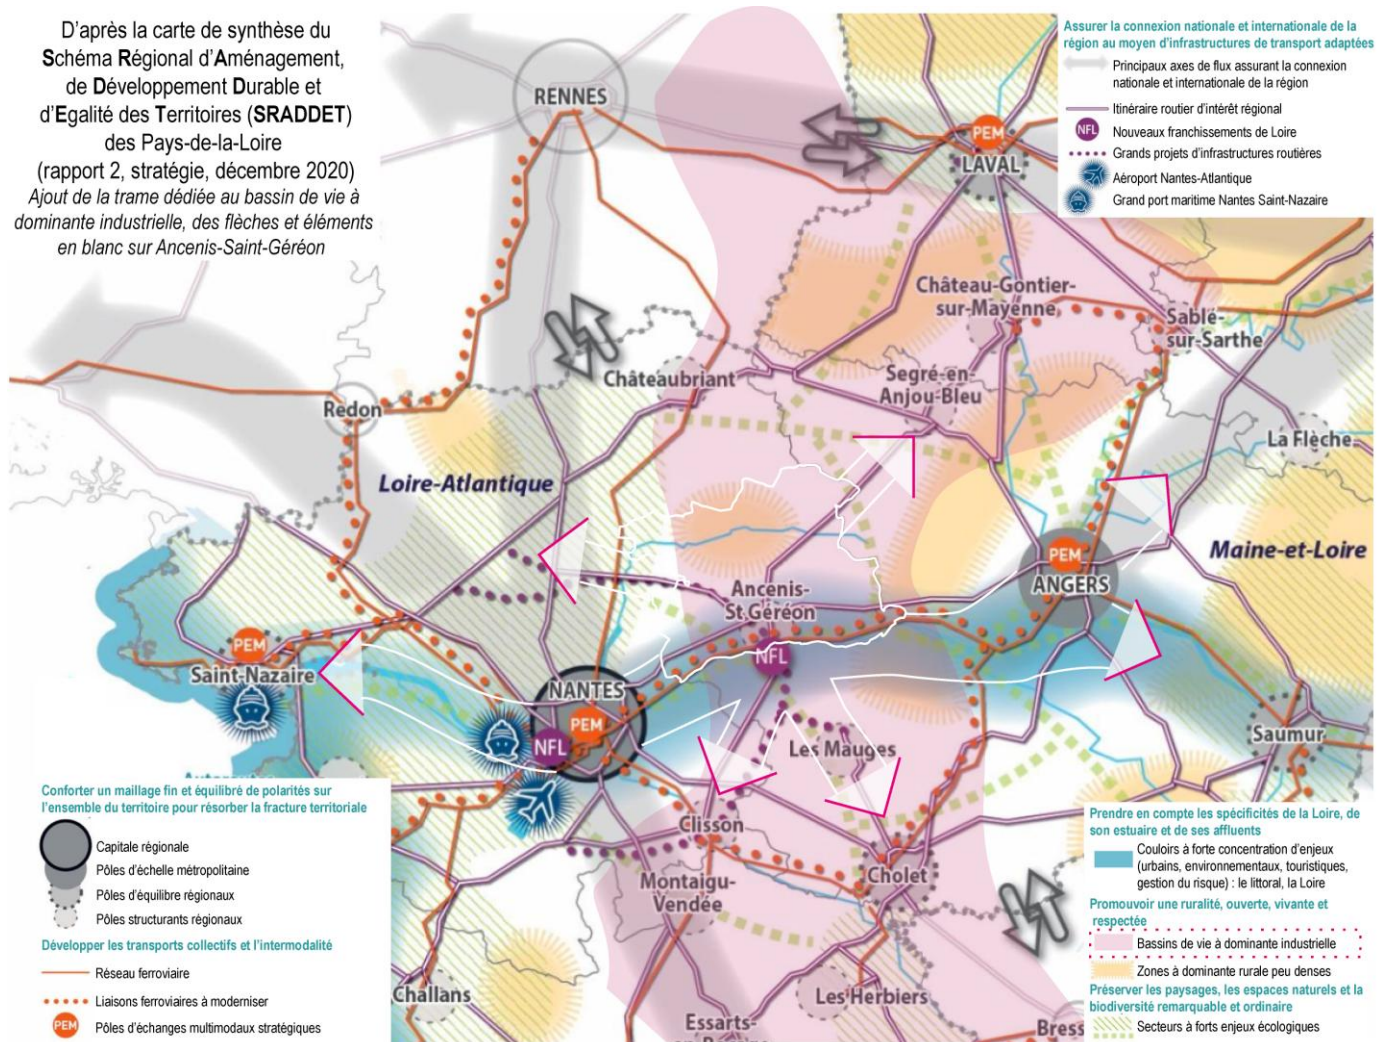 D'après la carte de synthèse du
Schéma Régional d'Aménagement,
de Développement Durable et
d'Egalité des Territoires (SRADDET)
des Pays-de-la-Loire
(rapport 2, stratégie, décembre 2020)
Ajout de la trame dédiée au bassin de vie à
dominante industrielle, des flèches et éléments
en blanc sur Ancenis-Saint-Géréon
Assurer la connexion nationale et internationale de la
région au moyen d'infrastructures de transport adaptées
Principaux axes de flux assurant la connexion
nationale et internationale de la région
Itinéraire routier d'intérêt régional
NFL
Nouveaux franchissements de Loire
Grands projets d'infrastructures routières
Aéroport Nantes-Atlantique
Grand port maritime Nantes Saint-Nazaire
RENNES
PEM
LAVAL
Château-Gontier-
sur-Mayenne
Sablé-
sur-Sarthe
Châteaubriant
Segré-en-
Anjou-Bleu
Redon
La Flèche
Loire-Atlantique
PEM
ANGERS
Maine-et-Loire
Ancenis-
St Géréon
PEM
Saint-Nazaire
NFL
NANTES
PEM
NFL
Les Mauges
Saumur
Clisson
Cholet
Montaigu-
Vendée
Challans
Les Herbiers
Essarts-
Bress
Conforter un maillage fin et équilibré de polarités sur
l'ensemble du territoire pour résorber la fracture territoriale
Capitale régionale
Pôles d'échelle métropolitaine
Pôles d'équilibre régionaux
Pôles structurants régionaux
Développer les transports collectifs et l'intermodalité
Réseau ferroviaire
Liaisons ferroviaires à moderniser
PEM
Pôles d'échanges multimodaux stratégiques
Prendre en compte les spécificités de la Loire, de
son estuaire et de ses affluents
Couloirs à forte concentration d'enjeux
(urbains, environnementaux, touristiques,
gestion du risque) : le littoral, la Loire
Promouvoir une ruralité, ouverte, vivante et
respectée
Bassins de vie à dominante industrielle
Zones à dominante rurale peu denses
Préserver les paysages, les espaces naturels et la
biodiversité remarquable et ordinaire
Secteurs à forts enjeux écologiques